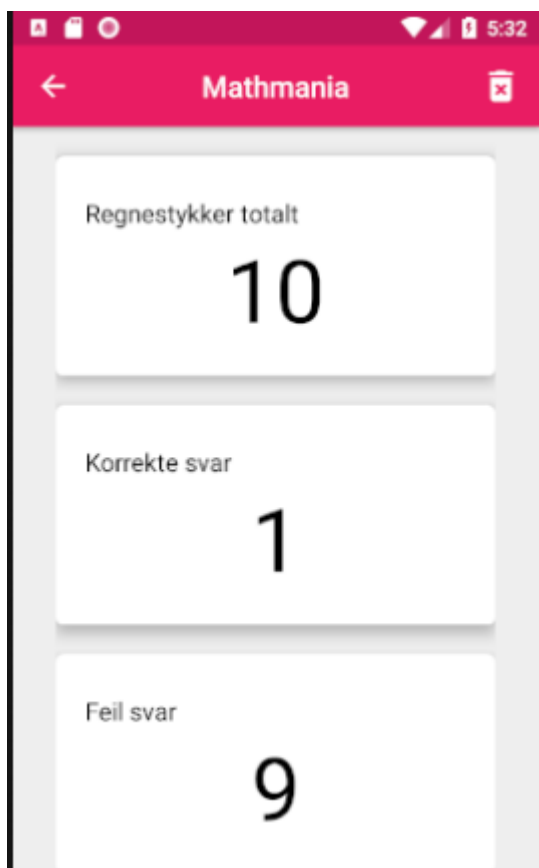 5:32
Mathmania
Regnestykker totalt
10
Korrekte svar
1
Feil svar
9